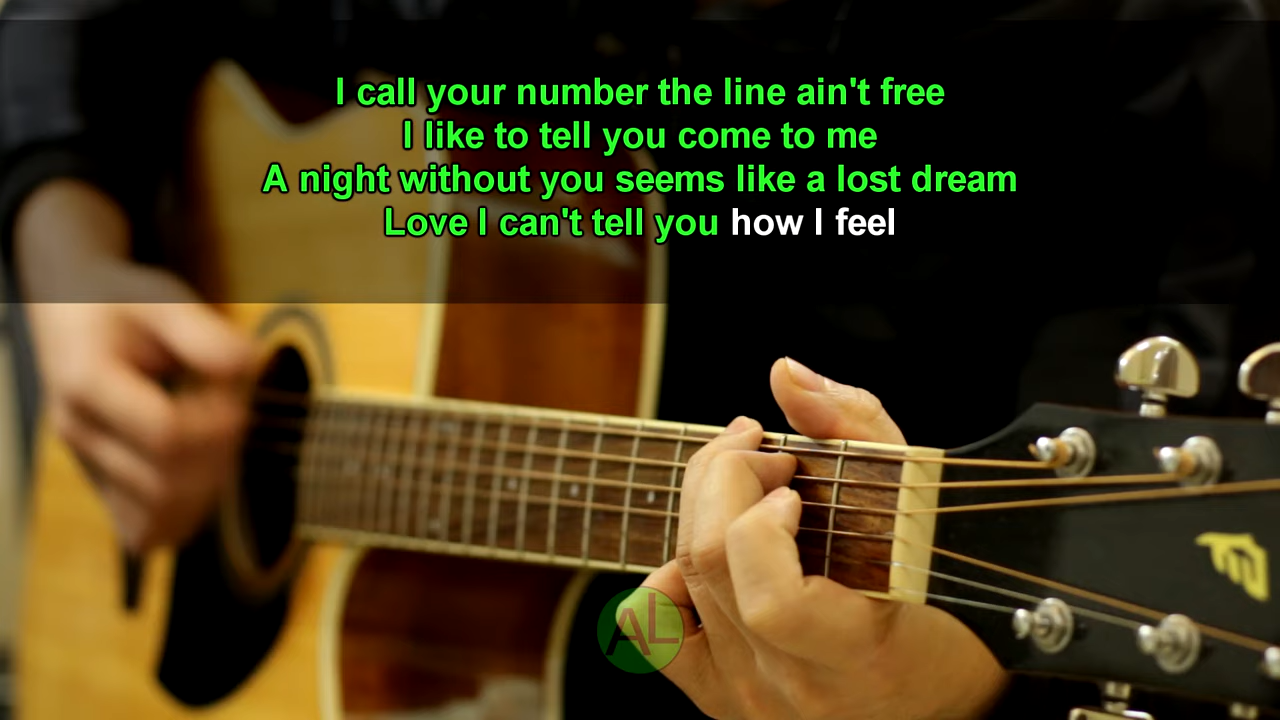 I call your number the line ain't free
I like to tell you come to me
A night without you seems like a lost dream
Love I can't tell you how I feel
AL